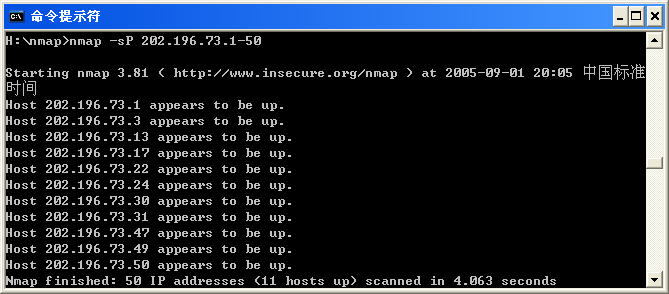 命令提示符
H:\nmap>nmap -sP 202.196.73.1-50
Starting nmap 3.81 ( http://www.insecure.org/nmap ) at 2005-09-01 20:05 中国标准
时间
Host 202.196.73.1 appears to be up.
Host 202.196.73.3 appears to be up.
Host 202.196.73.13 appears to be up.
Host 202.196.73.17 appears to be up.
Host 202.196.73.22 appears to be up.
Host 202.196.73.24 appears to be up.
Host 202.196.73.30 appears to be up.
Host 202.196.73.31 appears to be up.
Host 202.196.73.47 appears to be up.
Host 202.196.73.49 appears to be up.
Host 202.196.73.50 appears to be up.
Nmap finished: 50 IP addresses (11 hosts up) scanned in 4.063 seconds